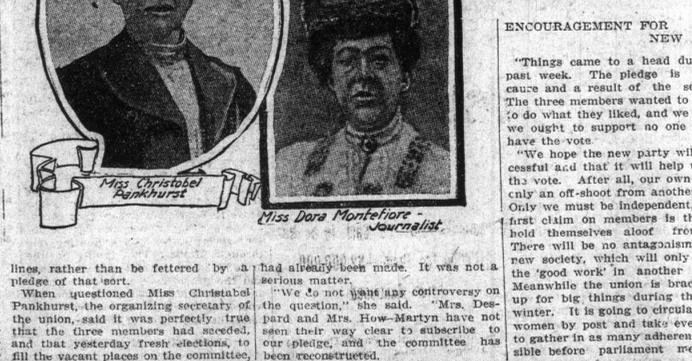 Miss Christobel
Pankhurst
Miss Dora Montefiore -
Journalist.
lines, rather than be fettered by a
pledge of that sort.
When questioned Miss Christabel
Pankhurst, the organizing secretary of
the union, said it was perfectly true
that the three members had seceded,
and that yesterday fresh elections, to
fill the vacant places on the committee,
had already been made. It was not a
serious matter.
"We do not want any controversy on
the question," she said. "Mrs. Des-
pard and Mrs. How-Martyn have not
seen their way clear to subscribe to
our pledge, and the committee has
been reconstructed.
ENCOURAGEMENT FOR
NEW
"Things came to a head du
past week. The pledge is
cause and a result of the se
The three members wanted to
to do what they liked, and we
we ought to support no one
have the vote.
"We hope the new party wil
cessful and that it will help
the vote. After all, our own
only an off-shoot from another
Only we must be independent.
first claim on members is th
hold themselves aloof fro
There will be no antagonism
new society, which will only
the 'good work' in another
Meanwhile the union is brac
up for big things during th
winter. It is going to circula
women by post and take eve
to gather in as many adheren
sible before parliament me